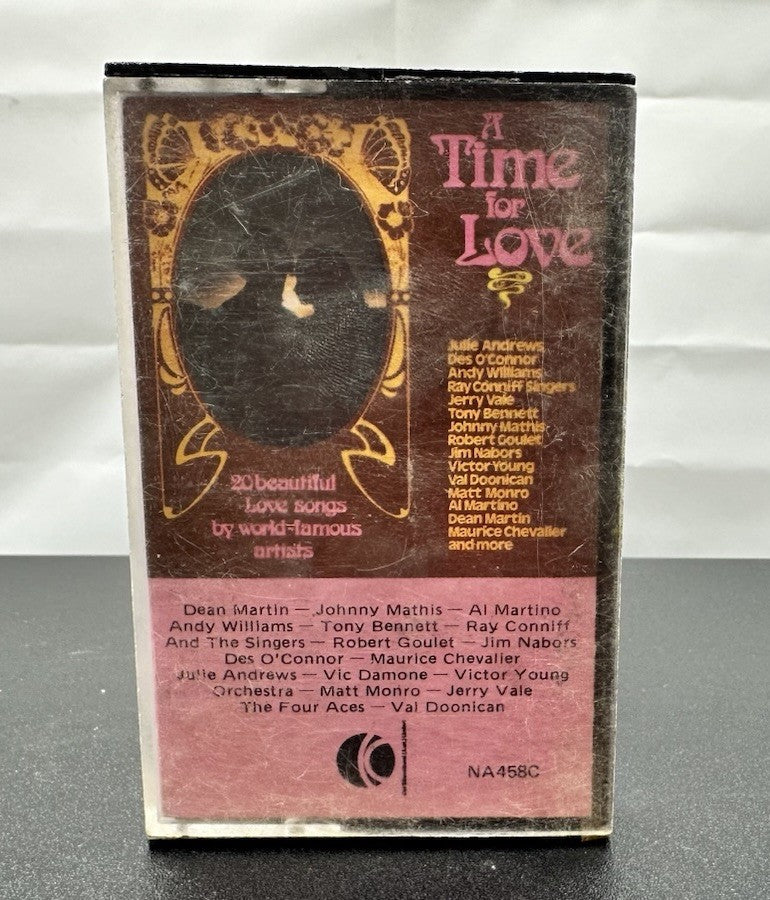 A
Time
for
Love
Julie Andrews
Des O'Connor
Andy Williams
Ray Conniff Singers
Jerry Vale
Tony Bennett
Johnny Mathis
Robert Goulet
Jim Nabors
Victor Young
Val Doonican
Matt Monro
Al Martino
Dean Martin
Maurice Chevalier
and more
20 beautiful
Love songs
by world-famous
artists
Dean Martin — Johnny Mathis — Al Martino
Andy Williams — Tony Bennett — Ray Conniff
And The Singers — Robert Goulet — Jim Nabors
Des O'Connor — Maurice Chevalier
Julie Andrews — Vic Damone — Victor Young
Orchestra — Matt Monro — Jerry Vale
The Four Aces — Val Doonican
NA458C